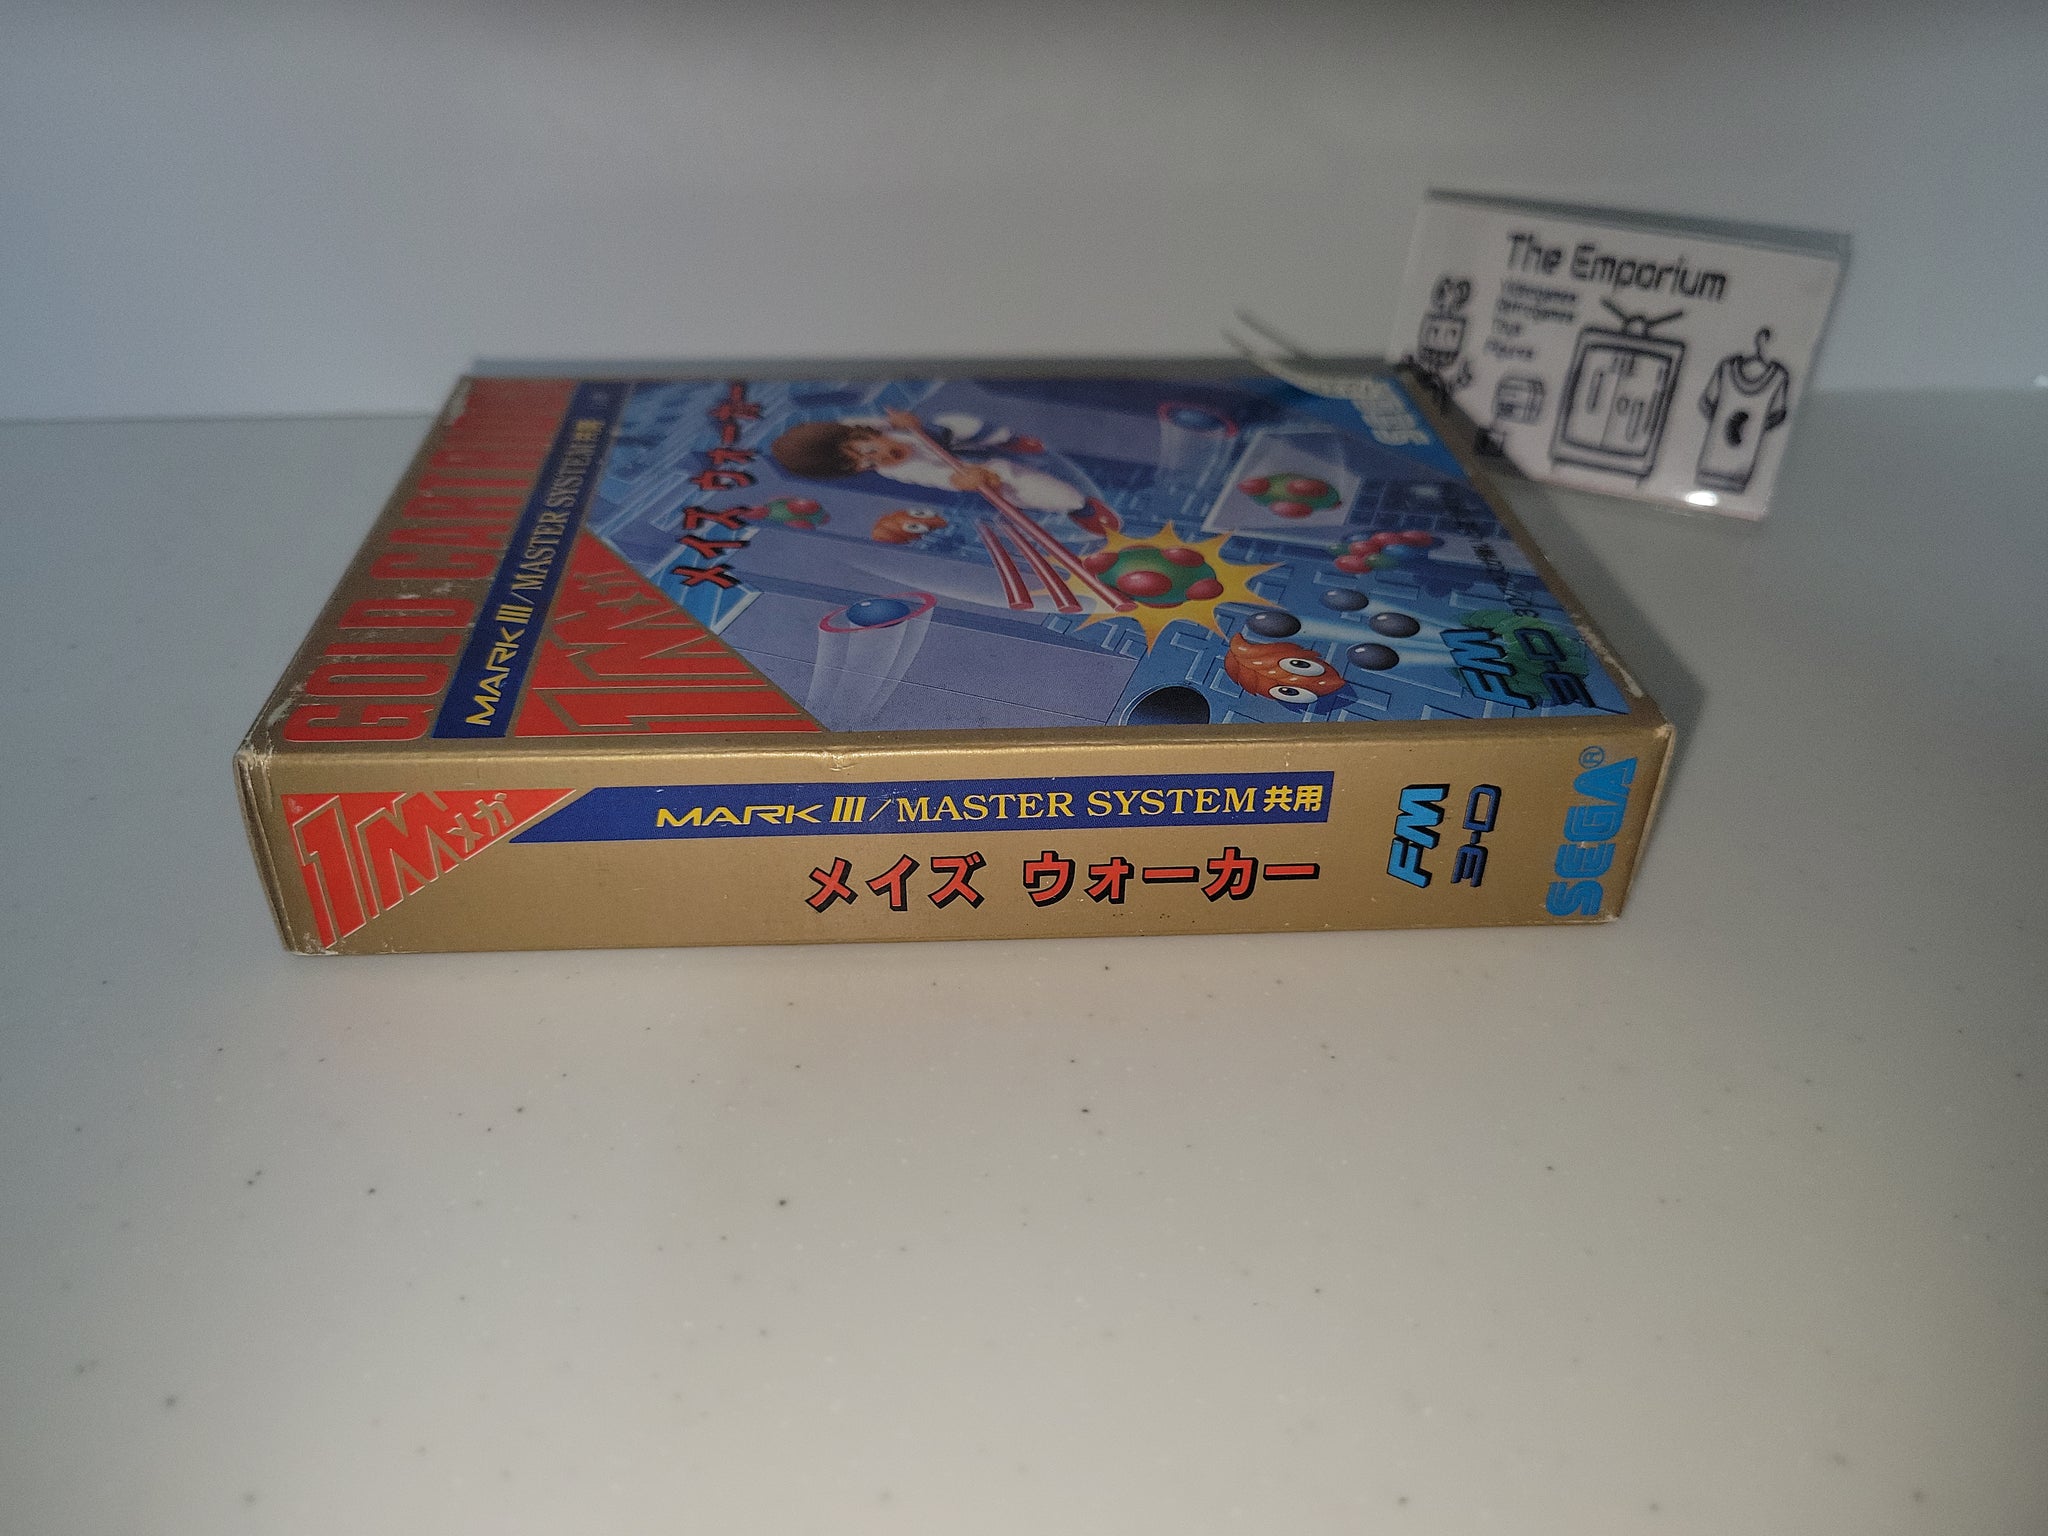 The Emporium
GOLD CARTRIDGE
MARK III/MASTER SYSTEM共用
1Mメガ
メイズ ウォーカー
FM
3-D
1Mメガ
MARK III/MASTER SYSTEM共用
メイズ ウォーカー
FM
3-D
SEGA®